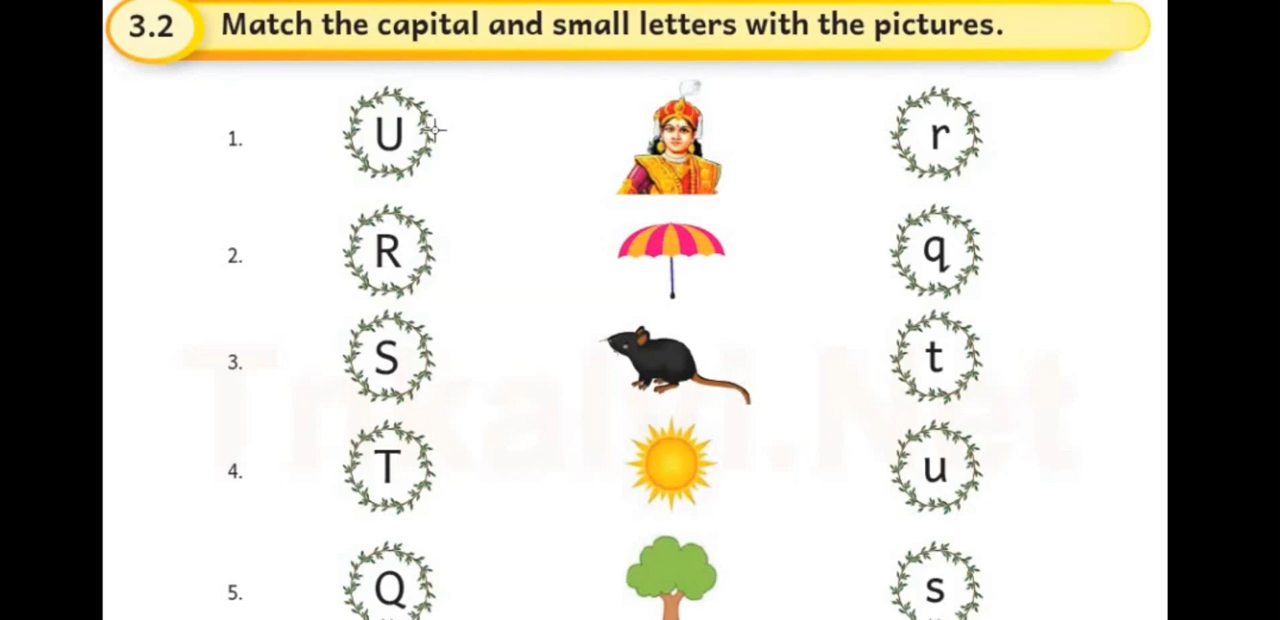 3.2 Match the capital and small letters with the pictures.
1. U r
2. R q
3. S t
4. T u
5. Q s